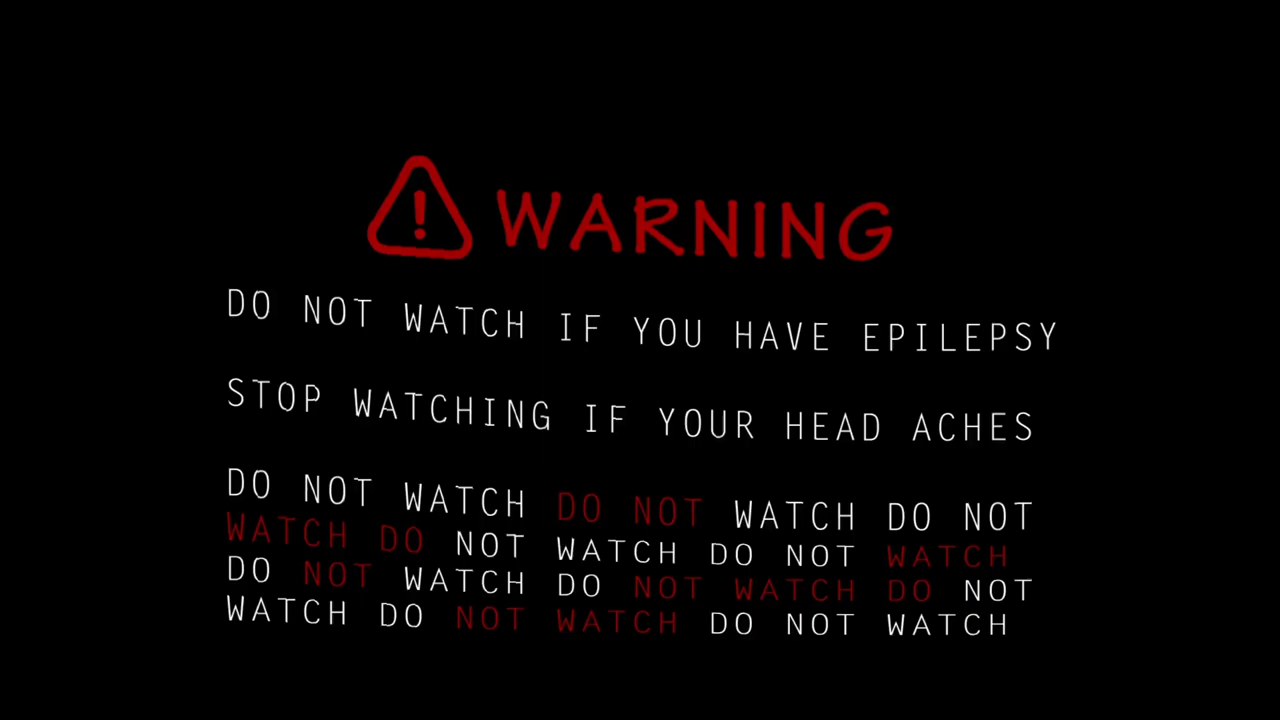 WARNING
DO NOT WATCH IF YOU HAVE EPILEPSY
STOP WATCHING IF YOUR HEAD ACHES
DO NOT WATCH DO NOT WATCH DO NOT
WATCH DO NOT WATCH DO NOT WATCH
DO NOT WATCH DO NOT WATCH DO NOT
WATCH DO NOT WATCH DO NOT WATCH